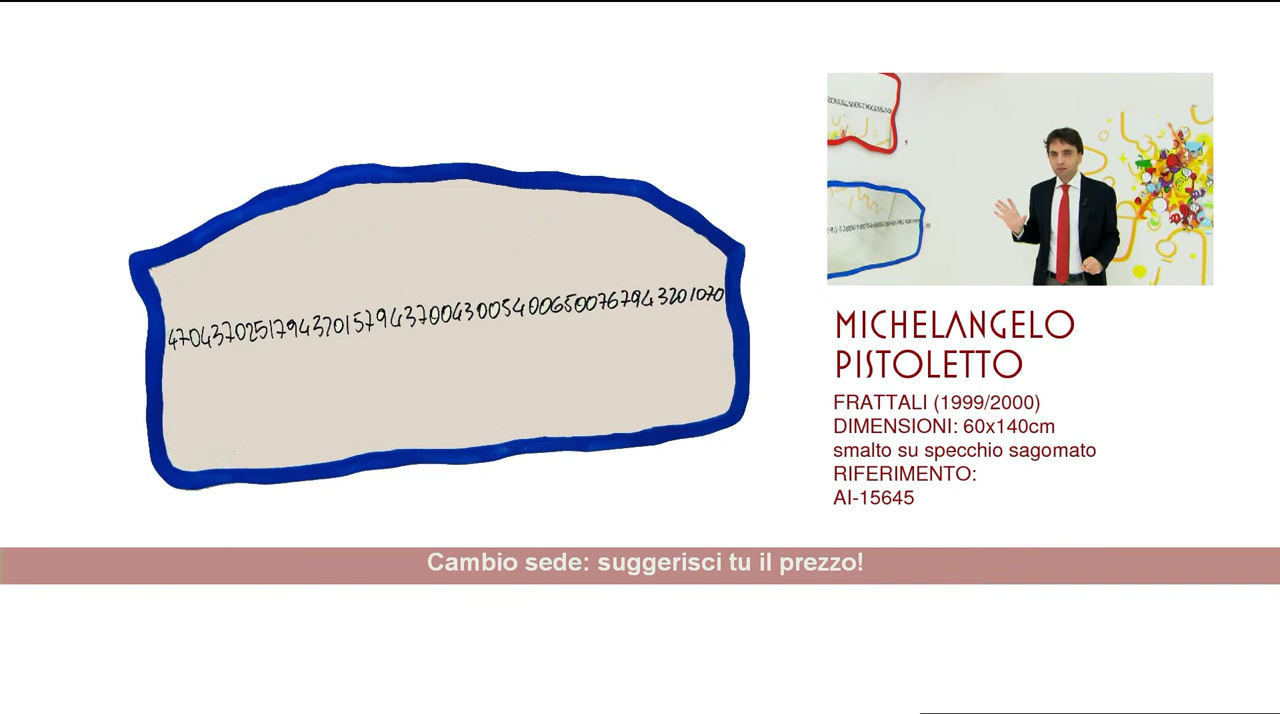 4704370251794320157943700430054006500767943201070
MICHELANGELO
PISTOLETTO
FRATTALI (1999/2000)
DIMENSIONI: 60x140cm
smalto su specchio sagomato
RIFERIMENTO:
AI-15645
Cambio sede: suggerisci tu il prezzo!